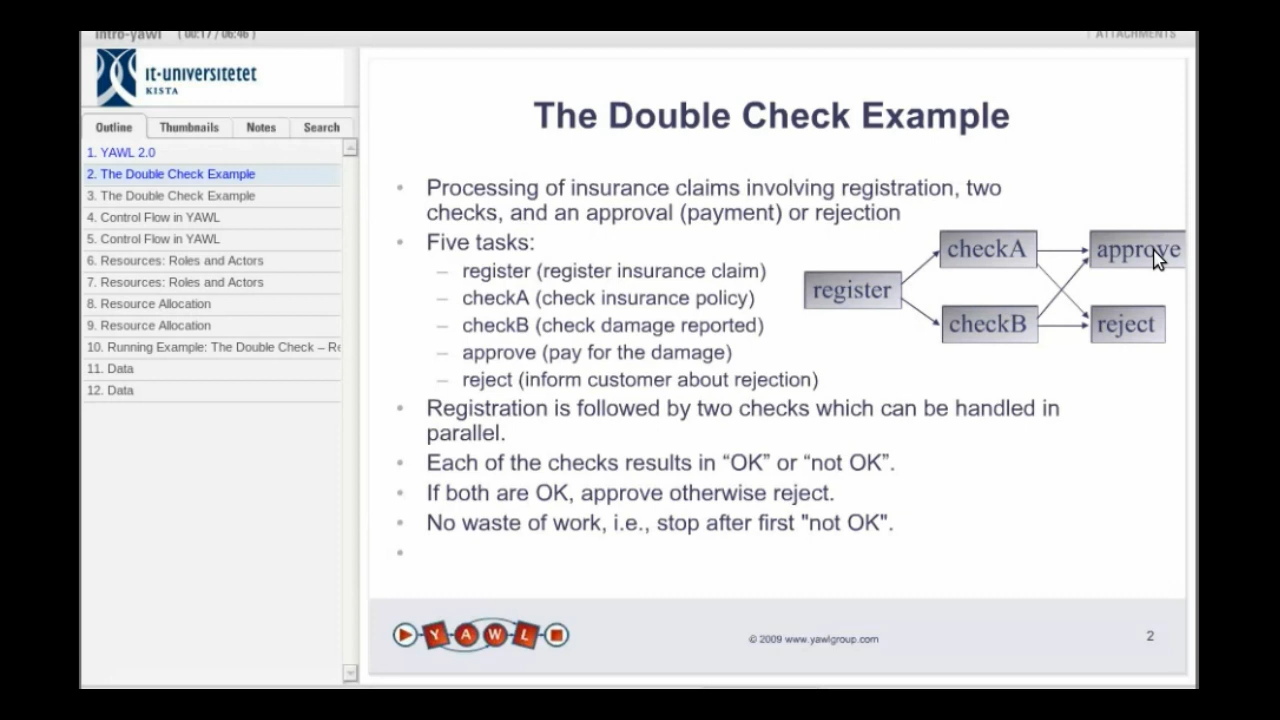 intro-yawl ( 00:17 / 06:46 )
ATTACHMENTS
it-universitetet
KISTA
Outline Thumbnails Notes Search
1. YAWL 2.0
2. The Double Check Example
3. The Double Check Example
4. Control Flow in YAWL
5. Control Flow in YAWL
6. Resources: Roles and Actors
7. Resources: Roles and Actors
8. Resource Allocation
9. Resource Allocation
10. Running Example: The Double Check – Re
11. Data
12. Data
The Double Check Example
• Processing of insurance claims involving registration, two
checks, and an approval (payment) or rejection
• Five tasks:
– register (register insurance claim)
– checkA (check insurance policy)
– checkB (check damage reported)
– approve (pay for the damage)
– reject (inform customer about rejection)
register
checkA
checkB
approve
reject
• Registration is followed by two checks which can be handled in
parallel.
• Each of the checks results in “OK” or “not OK”.
• If both are OK, approve otherwise reject.
• No waste of work, i.e., stop after first "not OK".
•
YAWL
© 2009 www.yawlgroup.com
2